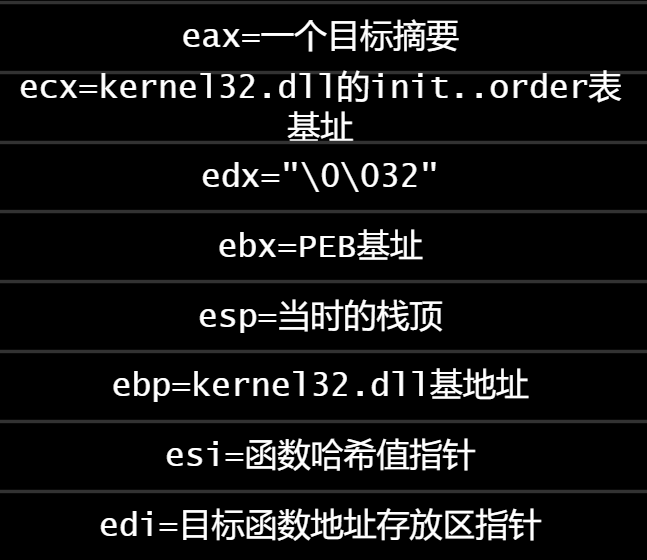 eax=一个目标摘要
ecx=kernel32.dll的init..order表
基址
edx="\0\032"
ebx=PEB基址
esp=当时的栈顶
ebp=kernel32.dll基地址
esi=函数哈希值指针
edi=目标函数地址存放区指针